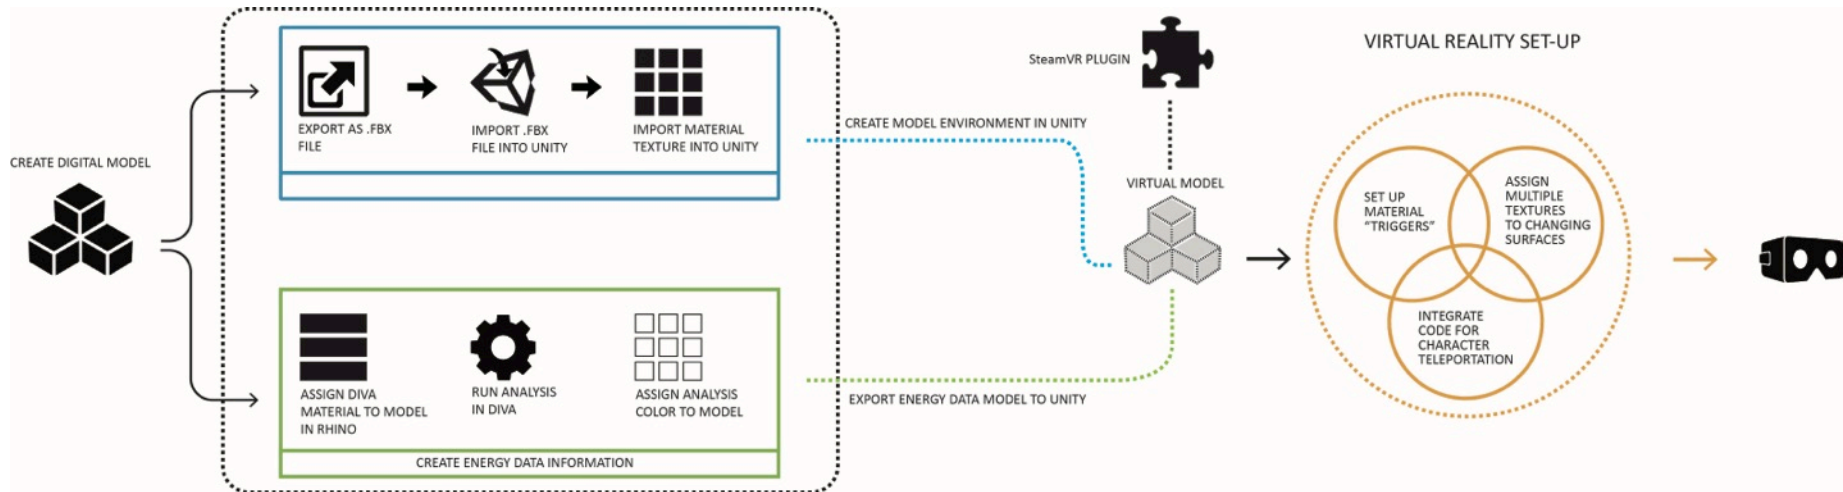 CREATE DIGITAL MODEL
EXPORT AS .FBX
FILE
IMPORT .FBX
FILE INTO UNITY
IMPORT MATERIAL
TEXTURE INTO UNITY
ASSIGN DIVA
MATERIAL TO MODEL
IN RHINO
RUN ANALYSIS
IN DIVA
ASSIGN ANALYSIS
COLOR TO MODEL
CREATE ENERGY DATA INFORMATION
CREATE MODEL ENVIRONMENT IN UNITY
EXPORT ENERGY DATA MODEL TO UNITY
SteamVR PLUGIN
VIRTUAL MODEL
VIRTUAL REALITY SET-UP
SET UP
MATERIAL
“TRIGGERS”
ASSIGN
MULTIPLE
TEXTURES
TO CHANGING
SURFACES
INTEGRATE
CODE FOR
CHARACTER
TELEPORTATION